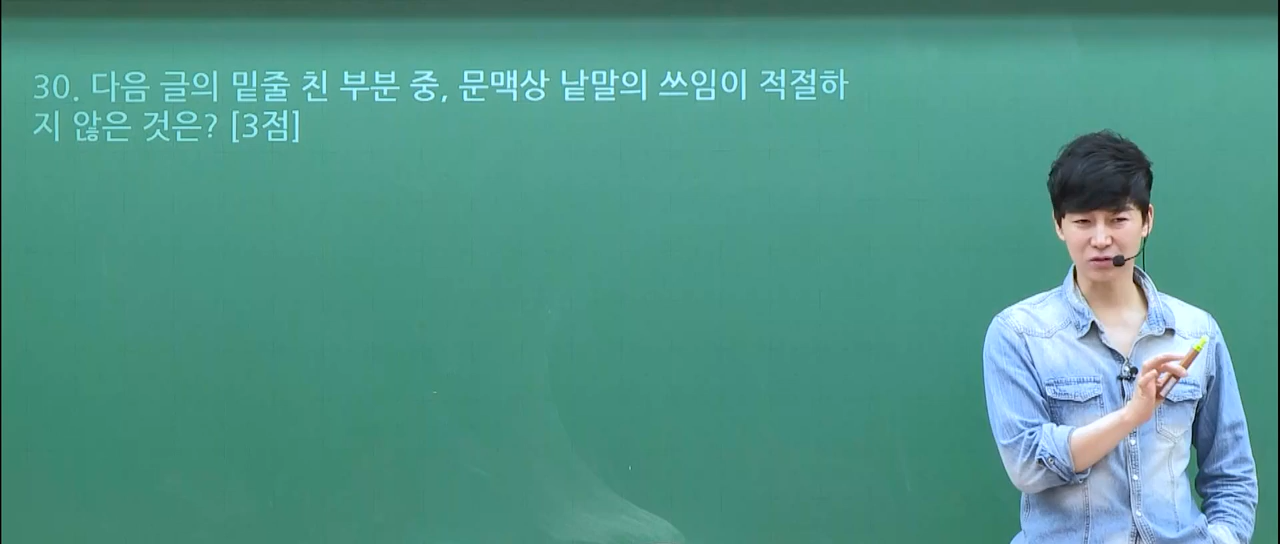 30. 다음 글의 밑줄 친 부분 중, 문맥상 낱말의 쓰임이 적절하
지 않은 것은? [3점]